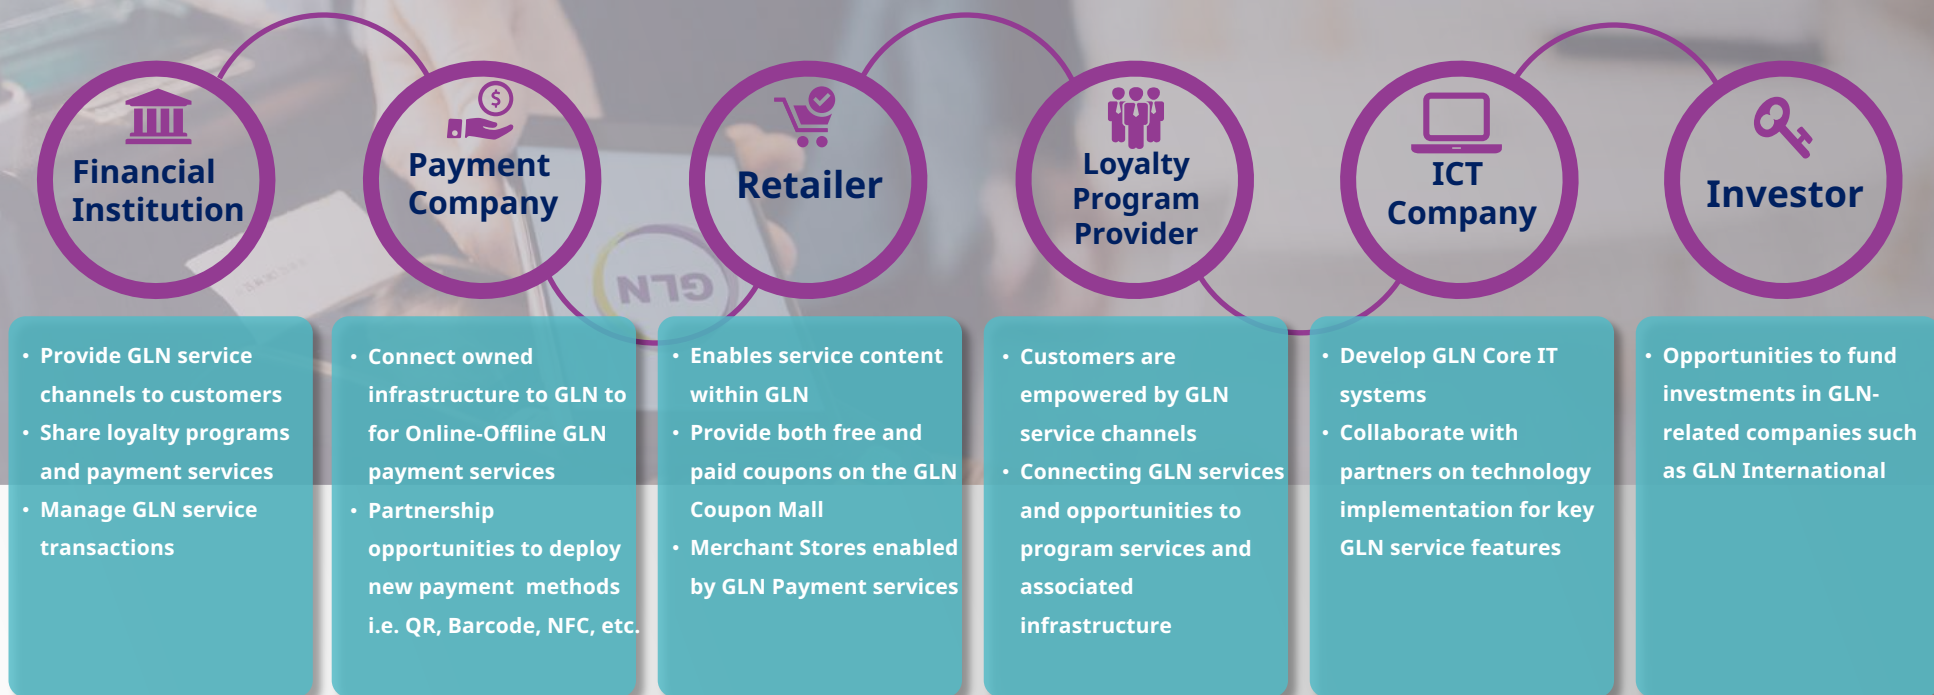 Financial
Institution
Payment
Company
Retailer
Loyalty
Program
Provider
ICT
Company
Investor
GLN
• Provide GLN service
channels to customers
• Share loyalty programs
and payment services
• Manage GLN service
transactions
• Connect owned
infrastructure to GLN to
for Online-Offline GLN
payment services
• Partnership
opportunities to deploy
new payment methods
i.e. QR, Barcode, NFC, etc.
• Enables service content
within GLN
• Provide both free and
paid coupons on the GLN
Coupon Mall
• Merchant Stores enabled
by GLN Payment services
• Customers are
empowered by GLN
service channels
• Connecting GLN services
and opportunities to
program services and
associated
infrastructure
• Develop GLN Core IT
systems
• Collaborate with
partners on technology
implementation for key
GLN service features
• Opportunities to fund
investments in GLN-
related companies such
as GLN International